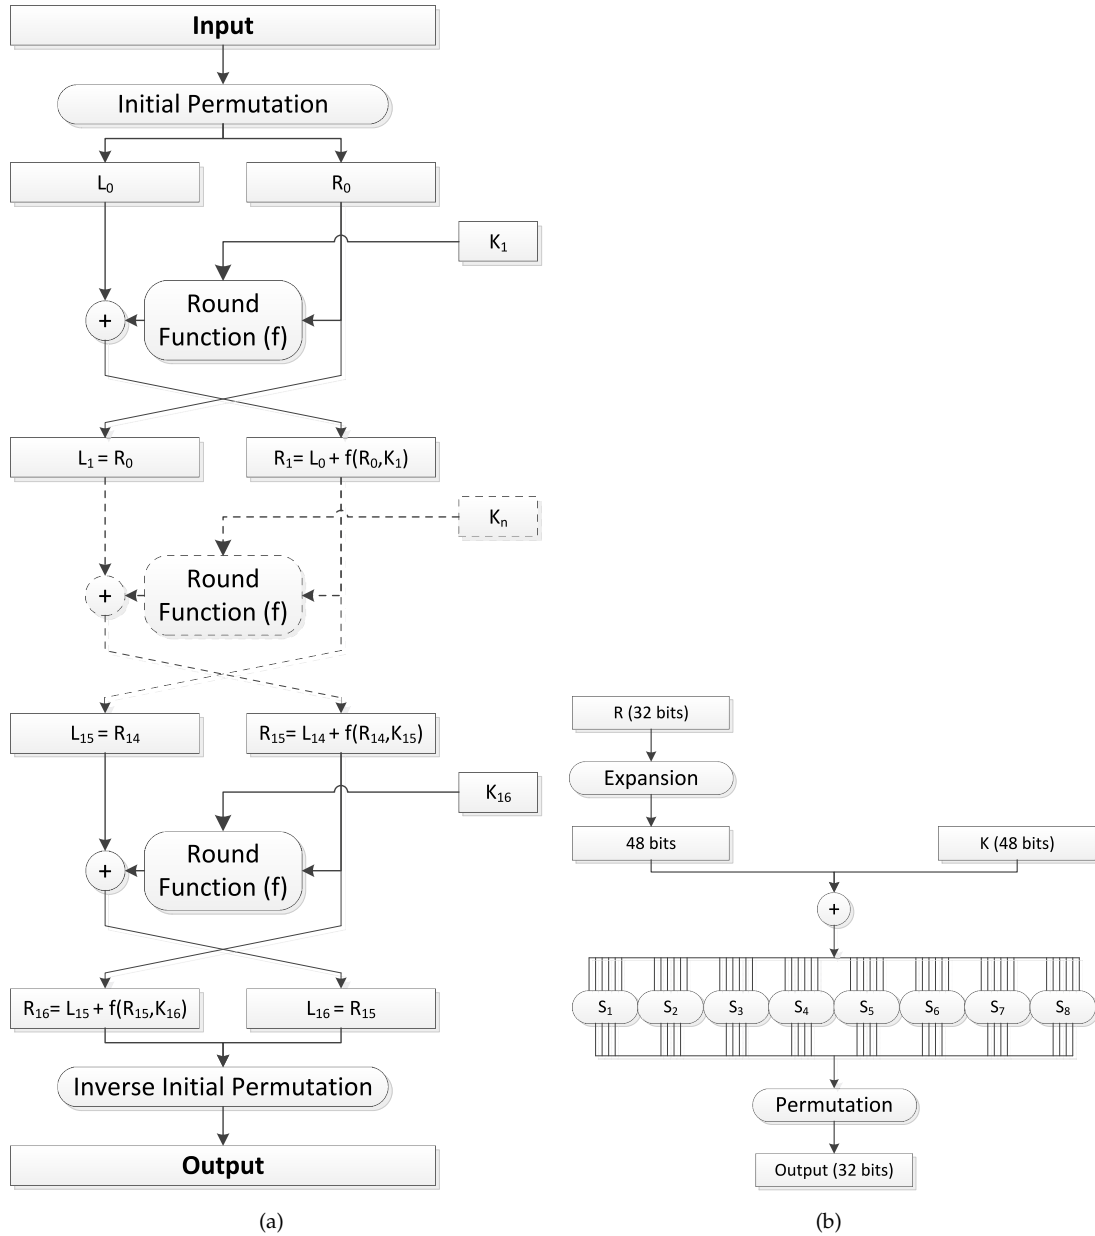 Input
Initial Permutation
L₀
R₀
K₁
Round
Function (f)
+
L₁ = R₀
R₁= L₀ + f(R₀,K₁)
Kₙ
Round
Function (f)
+
L₁₅ = R₁₄
R₁₅= L₁₄ + f(R₁₄,K₁₅)
K₁₆
Round
Function (f)
+
R₁₆= L₁₅ + f(R₁₅,K₁₆)
L₁₆ = R₁₅
Inverse Initial Permutation
Output
(a)
R (32 bits)
Expansion
48 bits
K (48 bits)
+
S₁
S₂
S₃
S₄
S₅
S₆
S₇
S₈
Permutation
Output (32 bits)
(b)